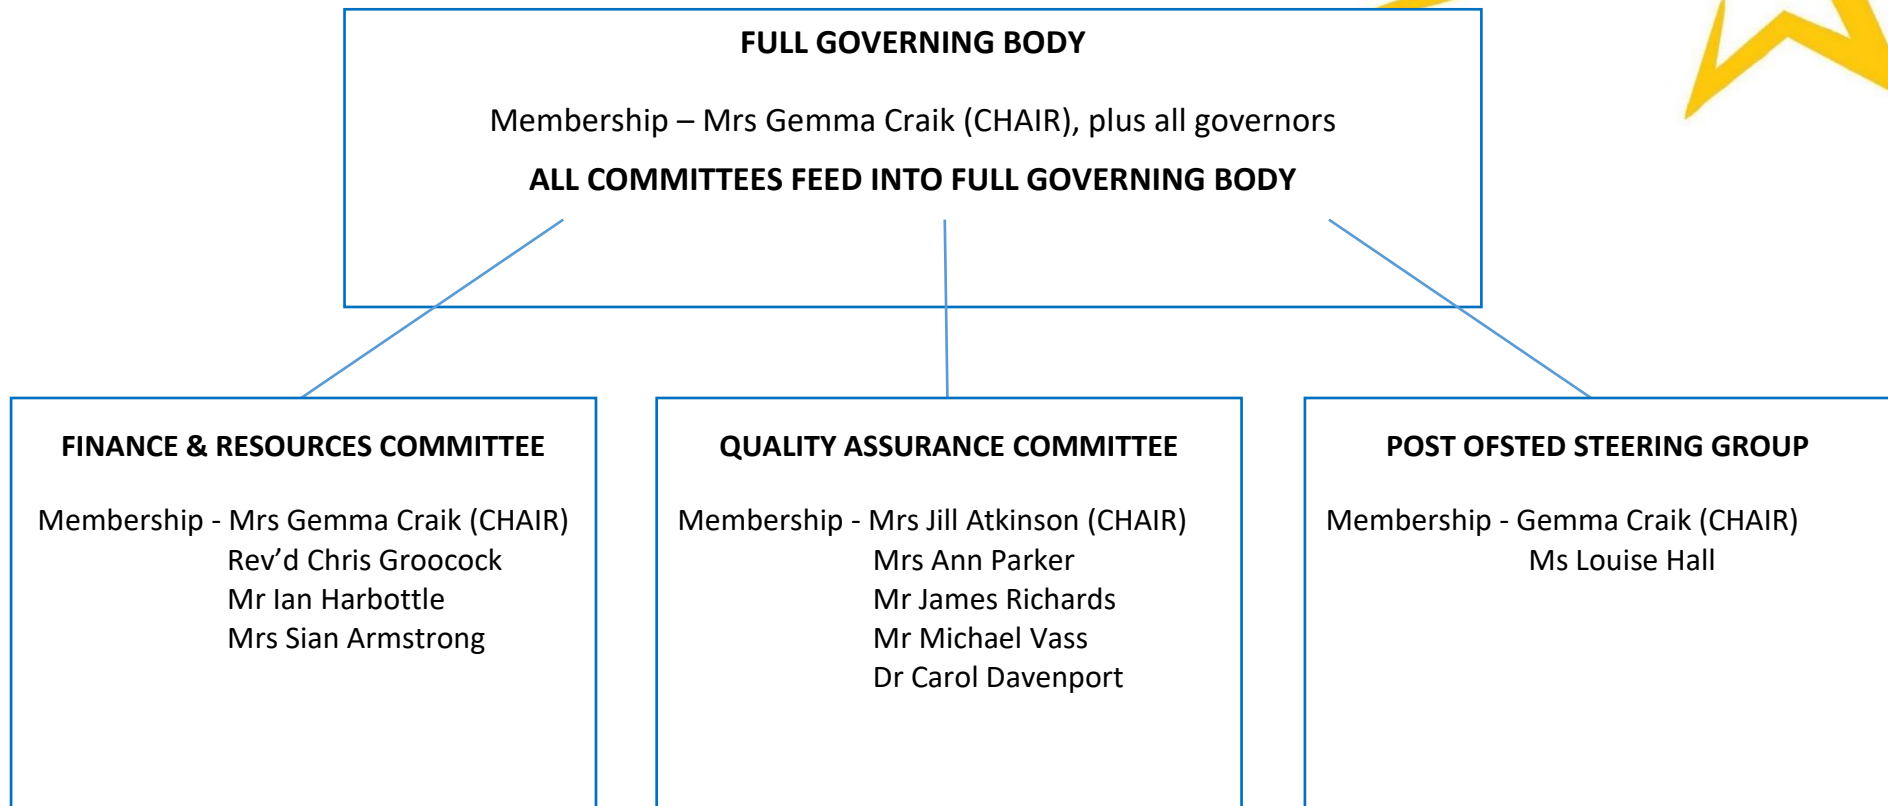 FULL GOVERNING BODY
Membership – Mrs Gemma Craik (CHAIR), plus all governors
ALL COMMITTEES FEED INTO FULL GOVERNING BODY
FINANCE & RESOURCES COMMITTEE
Membership - Mrs Gemma Craik (CHAIR)
Rev’d Chris Groocock
Mr Ian Harbottle
Mrs Sian Armstrong
QUALITY ASSURANCE COMMITTEE
Membership - Mrs Jill Atkinson (CHAIR)
Mrs Ann Parker
Mr James Richards
Mr Michael Vass
Dr Carol Davenport
POST OFSTED STEERING GROUP
Membership - Gemma Craik (CHAIR)
Ms Louise Hall